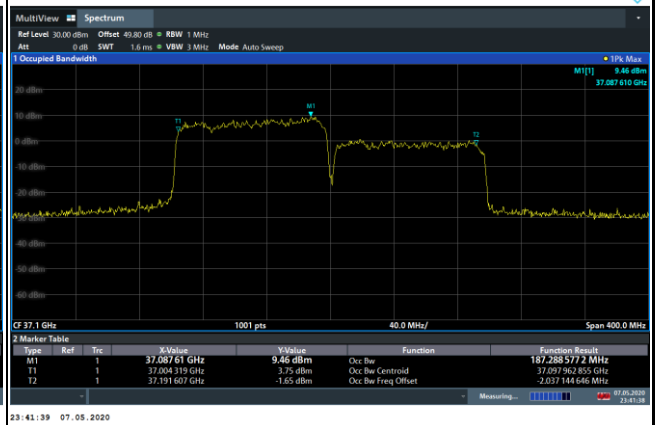 MultiView Spectrum
Ref Level 30.00 dBm Offset 49.80 dB RBW 1 MHz
Att 0 dB SWT 1.6 ms VBW 3 MHz Mode Auto Sweep
1 Occupied Bandwidth 1Pk Max
M1[1] 9.46 dBm
37.087 610 GHz
20 dBm
M1
10 dBm
T1
T2
0 dBm
-10 dBm
-20 dBm
-30 dBm
-40 dBm
-50 dBm
-60 dBm
CF 37.1 GHz 1001 pts 40.0 MHz/ Span 400.0 MHz
2 Marker Table
Type Ref Trc X-Value Y-Value Function Function Result
M1 1 37.087 61 GHz 9.46 dBm Occ Bw 187.288 577 2 MHz
T1 1 37.004 319 GHz 3.75 dBm Occ Bw Centroid 37.097 962 855 GHz
T2 1 37.191 607 GHz -1.65 dBm Occ Bw Freq Offset -2.037 144 646 MHz
Measuring... 07.05.2020
23:41:38
23:41:39 07.05.2020